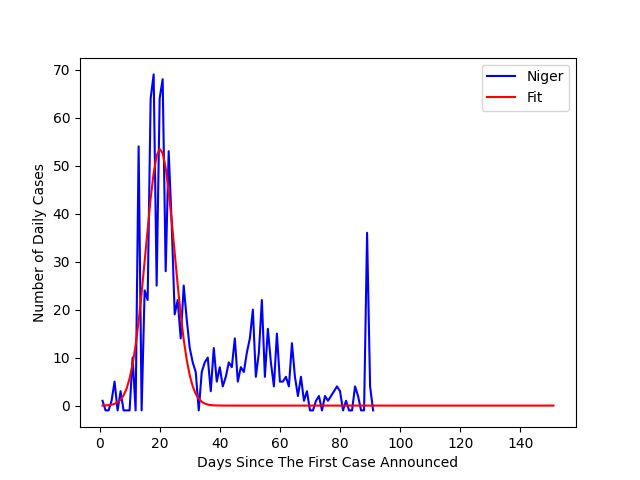 Niger
Fit
70
60
50
40
30
20
10
0
Number of Daily Cases
0 20 40 60 80 100 120 140
Days Since The First Case Announced